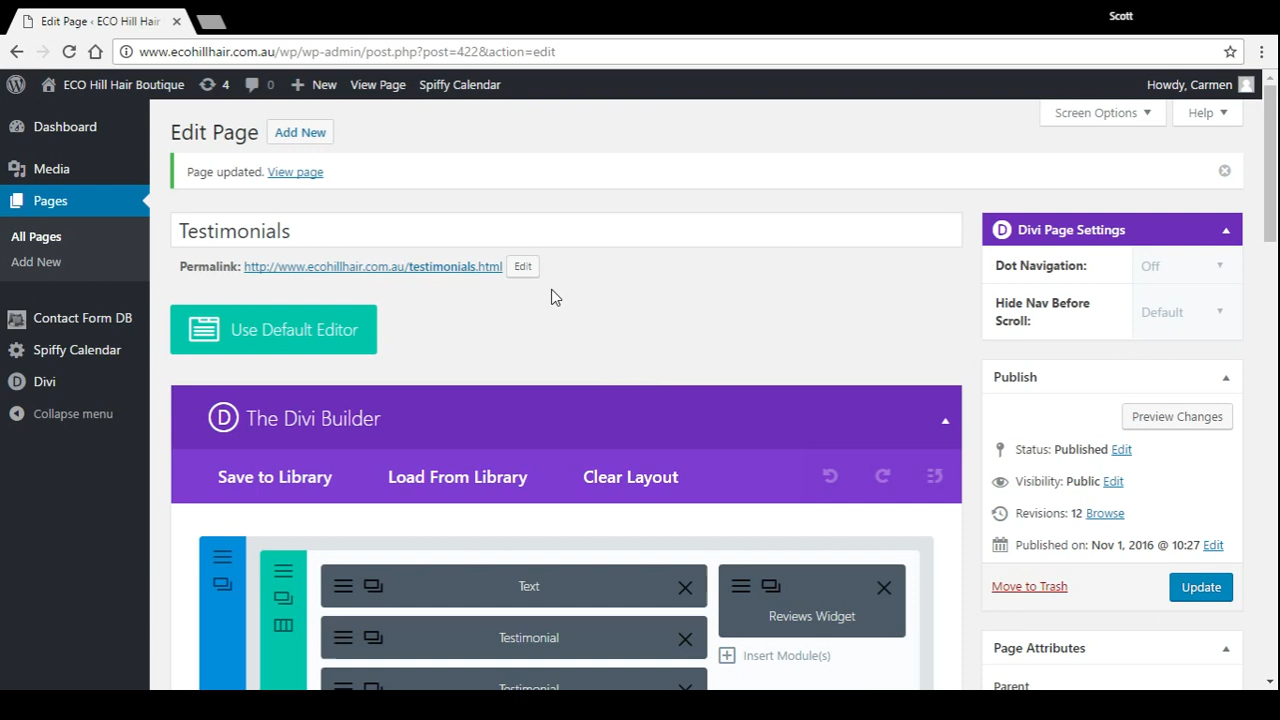 Scott
Edit Page ‹ ECO Hill Hair
www.ecohillhair.com.au/wp/wp-admin/post.php?post=422&action=edit
ECO Hill Hair Boutique 4 0 New View Page Spiffy Calendar Howdy, Carmen
Dashboard
Media
Pages
All Pages
Add New
Contact Form DB
Spiffy Calendar
Divi
Collapse menu
Screen Options Help
Edit Page Add New
Page updated. View page
Testimonials
Permalink: http://www.ecohillhair.com.au/testimonials.html Edit
Use Default Editor
The Divi Builder
Save to Library Load From Library Clear Layout
Text
Testimonial
Testimonial
Reviews Widget
Insert Module(s)
Divi Page Settings
Dot Navigation: Off
Hide Nav Before
Scroll:
Default
Publish
Preview Changes
Status: Published Edit
Visibility: Public Edit
Revisions: 12 Browse
Published on: Nov 1, 2016 @ 10:27 Edit
Move to Trash Update
Page Attributes
Parent